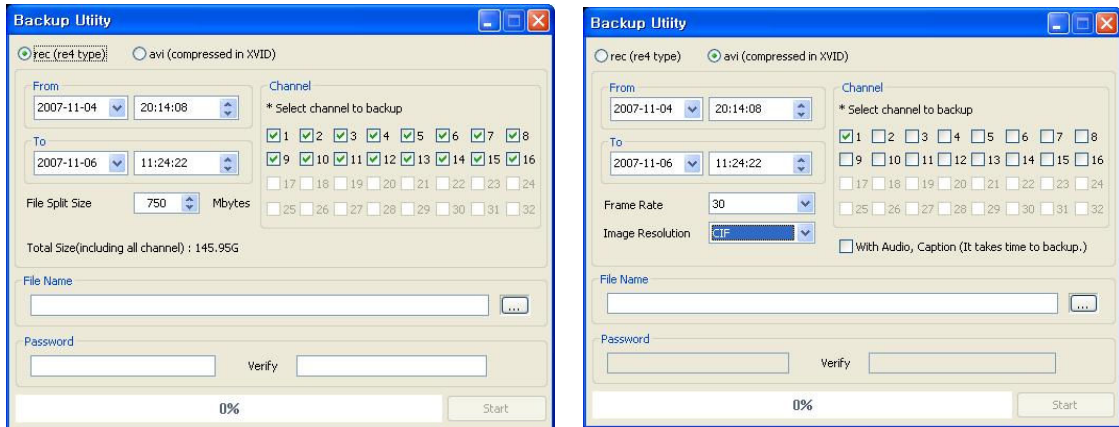 Backup Utiity
rec (re4 type) avi (compressed in XVID)
From
2007-11-04 20:14:08
To
2007-11-06 11:24:22
File Split Size 750 Mbytes
Channel
* Select channel to backup
1 2 3 4 5 6 7 8
9 10 11 12 13 14 15 16
17 18 19 20 21 22 23 24
25 26 27 28 29 30 31 32
Total Size(including all channel) : 145.95G
File Name
...
Password
Verify
0% Start
Backup Utiity
rec (re4 type) avi (compressed in XVID)
From
2007-11-04 20:14:08
To
2007-11-06 11:24:22
Frame Rate 30
Image Resolution CIF
Channel
* Select channel to backup
1 2 3 4 5 6 7 8
9 10 11 12 13 14 15 16
17 18 19 20 21 22 23 24
25 26 27 28 29 30 31 32
With Audio, Caption (It takes time to backup.)
File Name
...
Password
Verify
0% Start